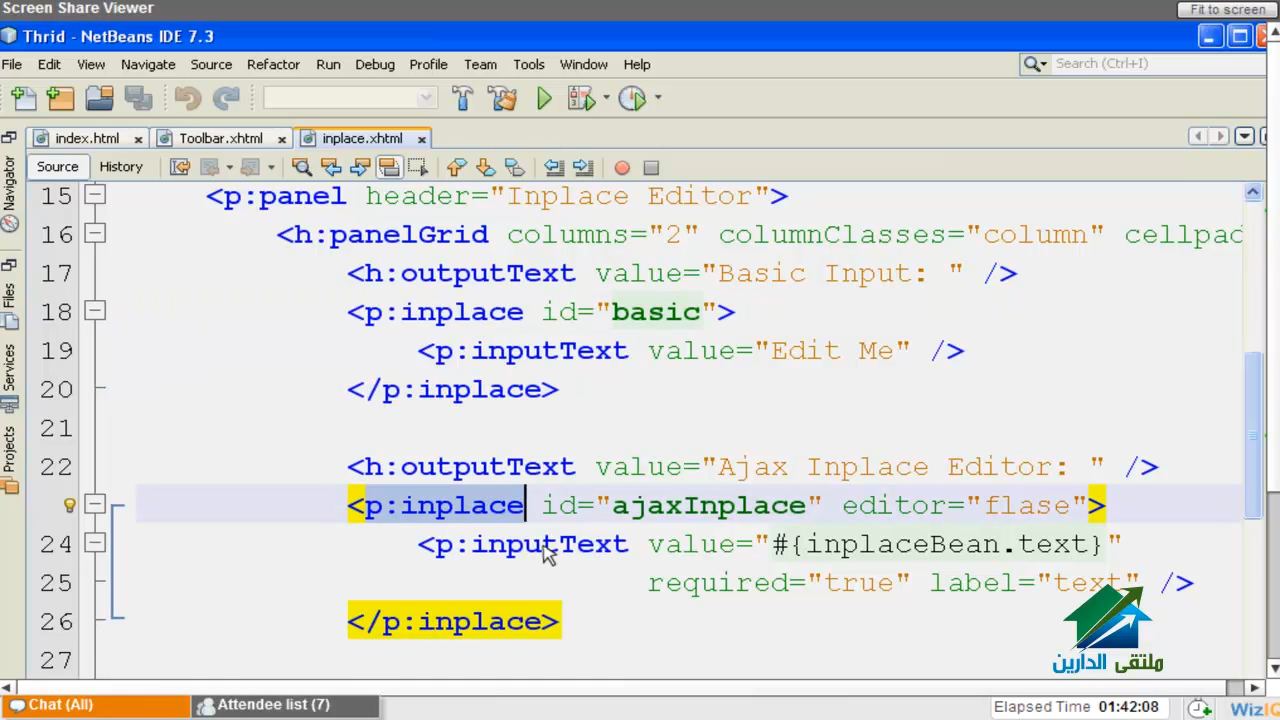 Screen Share Viewer
Fit to screen
Thrid - NetBeans IDE 7.3
File Edit View Navigate Source Refactor Run Debug Profile Team Tools Window Help
Search (Ctrl+I)
index.html Toolbar.xhtml inplace.xhtml
Source History
Navigator
Files
Services
Projects
15 <p:panel header="Inplace Editor">
16 <h:panelGrid columns="2" columnClasses="column" cellpad
17 <h:outputText value="Basic Input: " />
18 <p:inplace id="basic">
19 <p:inputText value="Edit Me" />
20 </p:inplace>
21
22 <h:outputText value="Ajax Inplace Editor: " />
<p:inplace id="ajaxInplace" editor="flase">
24 <p:inputText value="#{inplaceBean.text}"
25 required="true" label="text" />
26 </p:inplace>
27
ملتقى الدارين
Chat (All)
Attendee list (7)
Elapsed Time 01:42:08
WizIQ